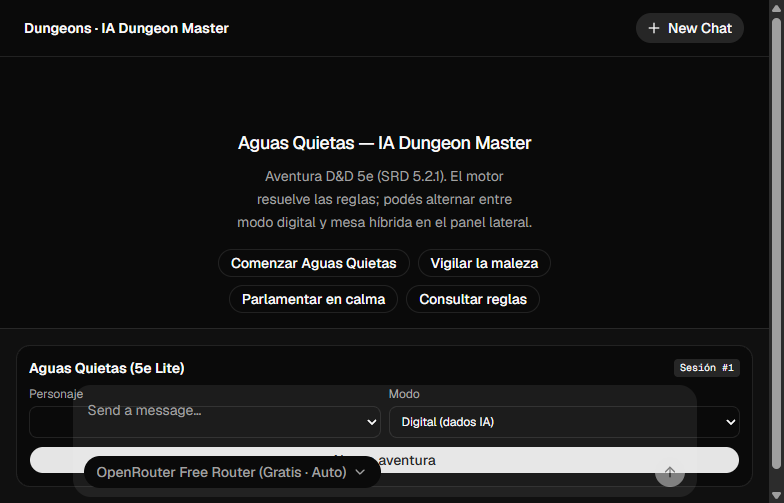 Dungeons · IA Dungeon Master
New Chat
Aguas Quietas — IA Dungeon Master
Aventura D&D 5e (SRD 5.2.1). El motor
resuelve las reglas; podés alternar entre
modo digital y mesa híbrida en el panel lateral.
Comenzar Aguas Quietas
Vigilar la maleza
Parlamentar en calma
Consultar reglas
Aguas Quietas (5e Lite)
Sesión #1
Personaje
Modo
Send a message...
Digital (dados IA)
aventura
OpenRouter Free Router (Gratis · Auto)